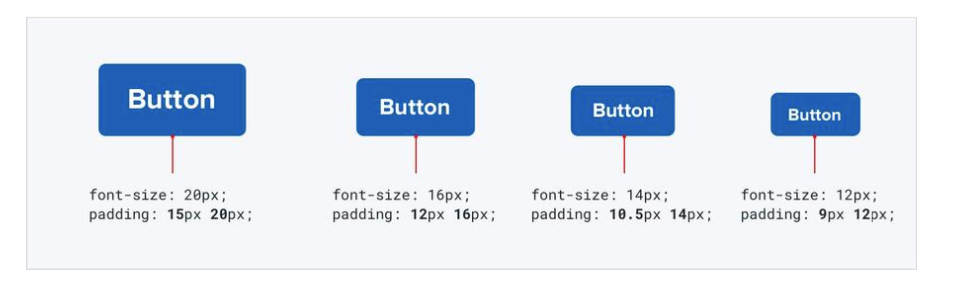 Button
Button
Button
Button
font-size: 20px;
padding: 15px 20px;
font-size: 16px;
padding: 12px 16px;
font-size: 14px;
padding: 10.5px 14px;
font-size: 12px;
padding: 9px 12px;